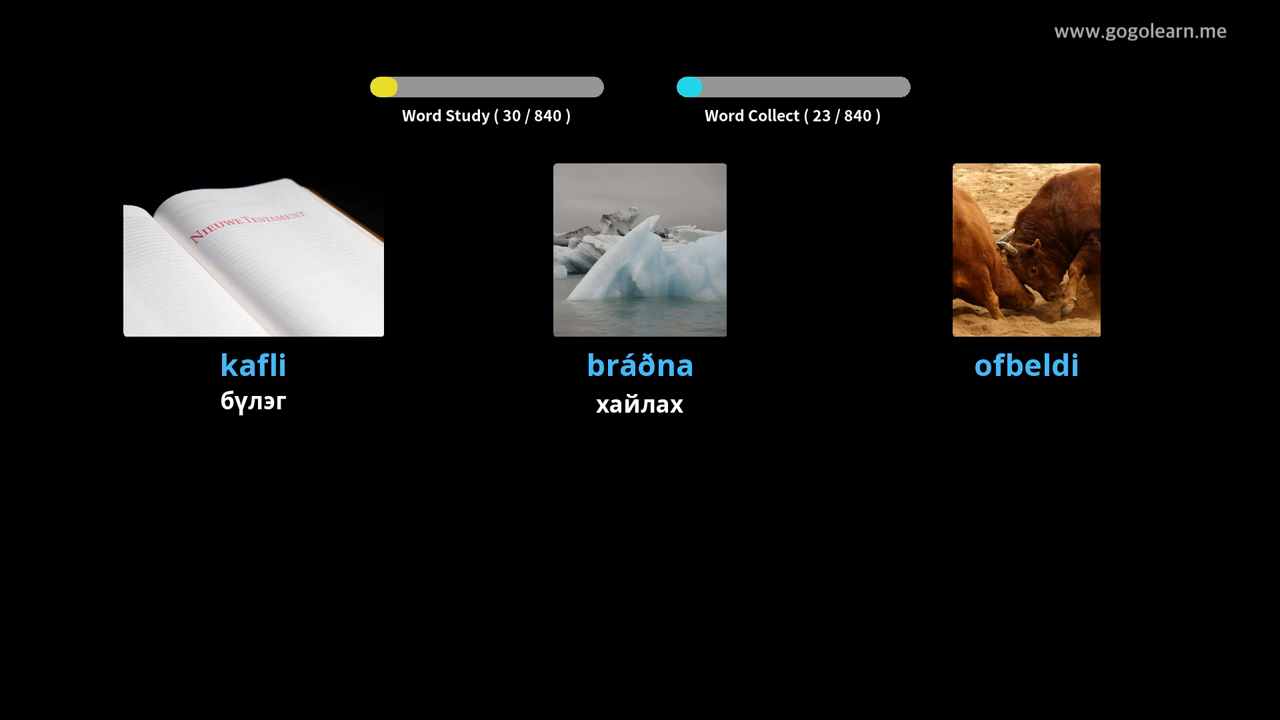 www.gogolearn.me
Word Study ( 30 / 840 )
Word Collect ( 23 / 840 )
NIEUWE TESTAMENT
kafli
bráðna
ofbeldi
бүлэг
хайлах